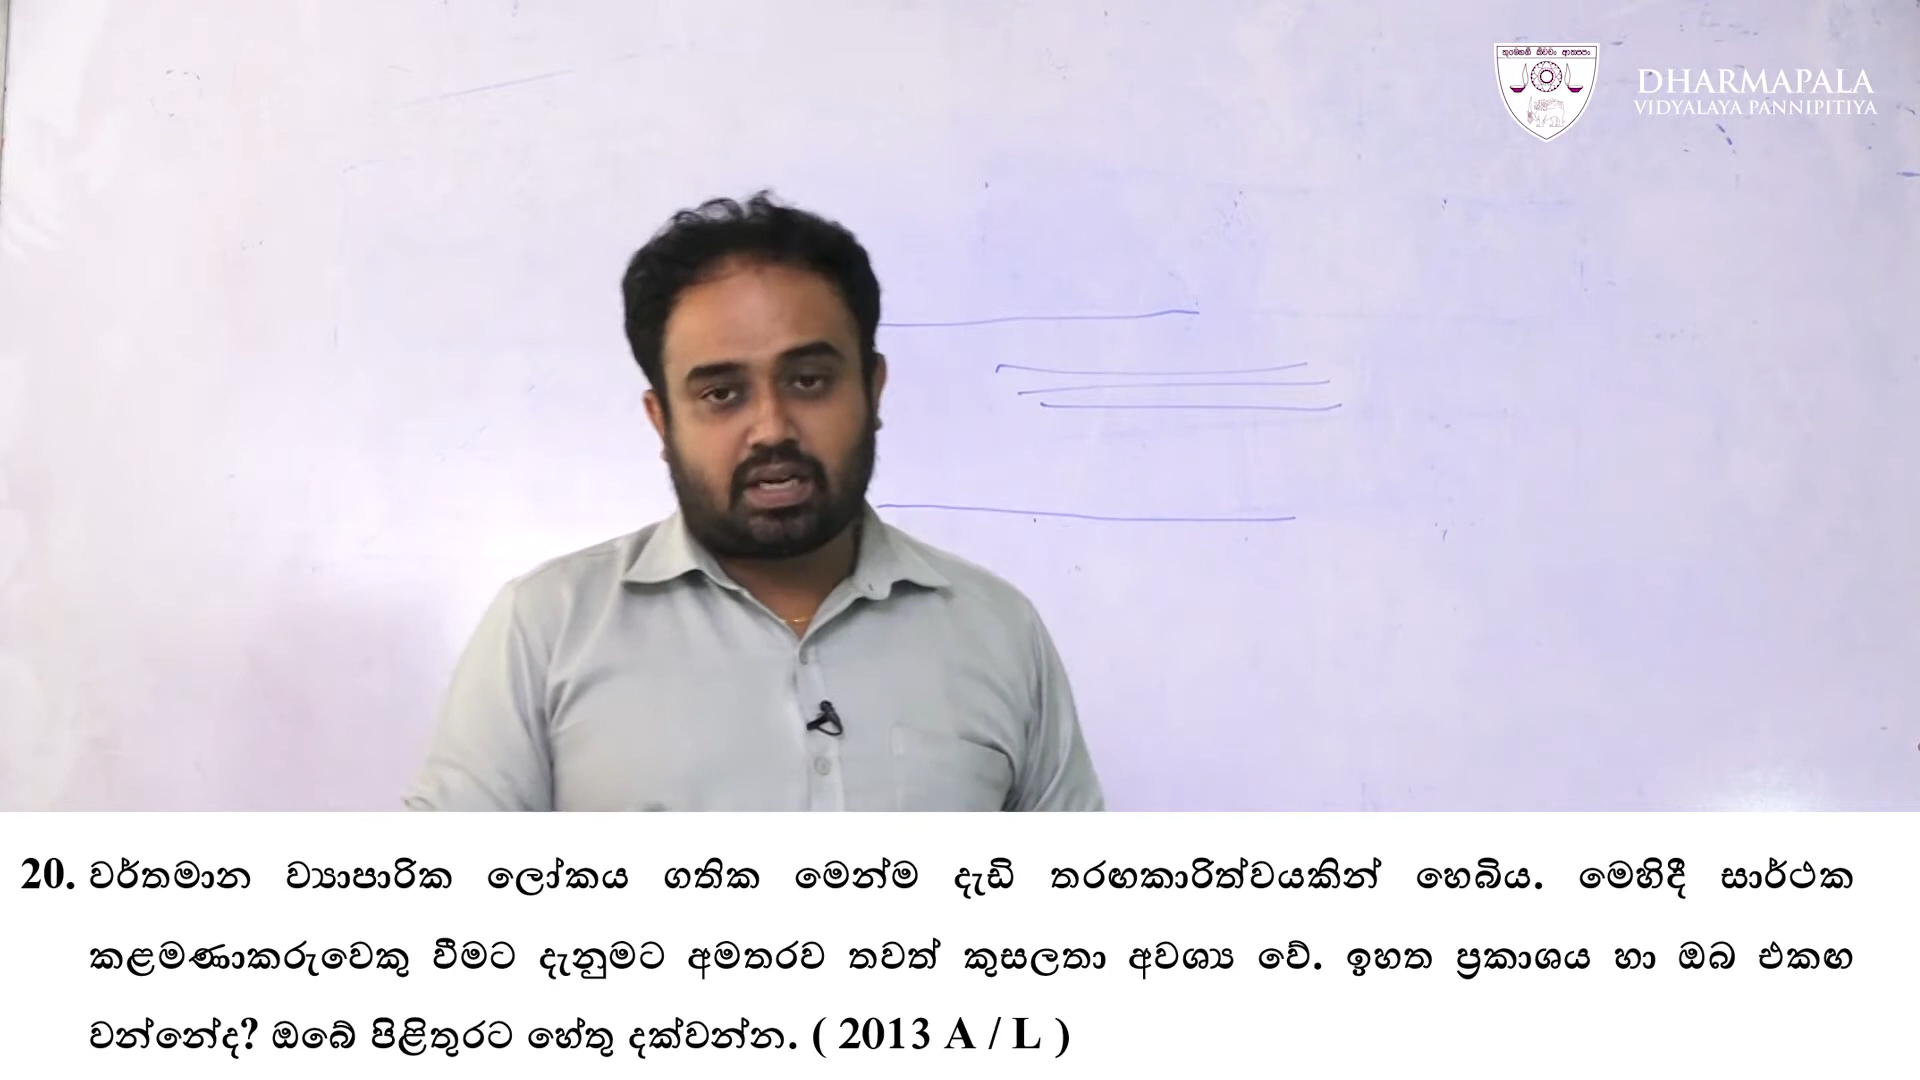 DHARMAPALA
VIDYALAYA PANNIPITIYA
20. වර්තමාන ව්‍යාපාරික ලෝකය ගතික මෙන්ම දැඩි තරඟකාරිත්වයකින් හෙබිය. මෙහිදී සාර්ථක
කළමණාකරුවෙකු වීමට දැනුමට අමතරව තවත් කුසලතා අවශ්‍ය වේ. ඉහත ප්‍රකාශය හා ඔබ එකඟ
වන්නේද? ඔබේ පිළිතුරට හේතු දක්වන්න. ( 2013 A / L )